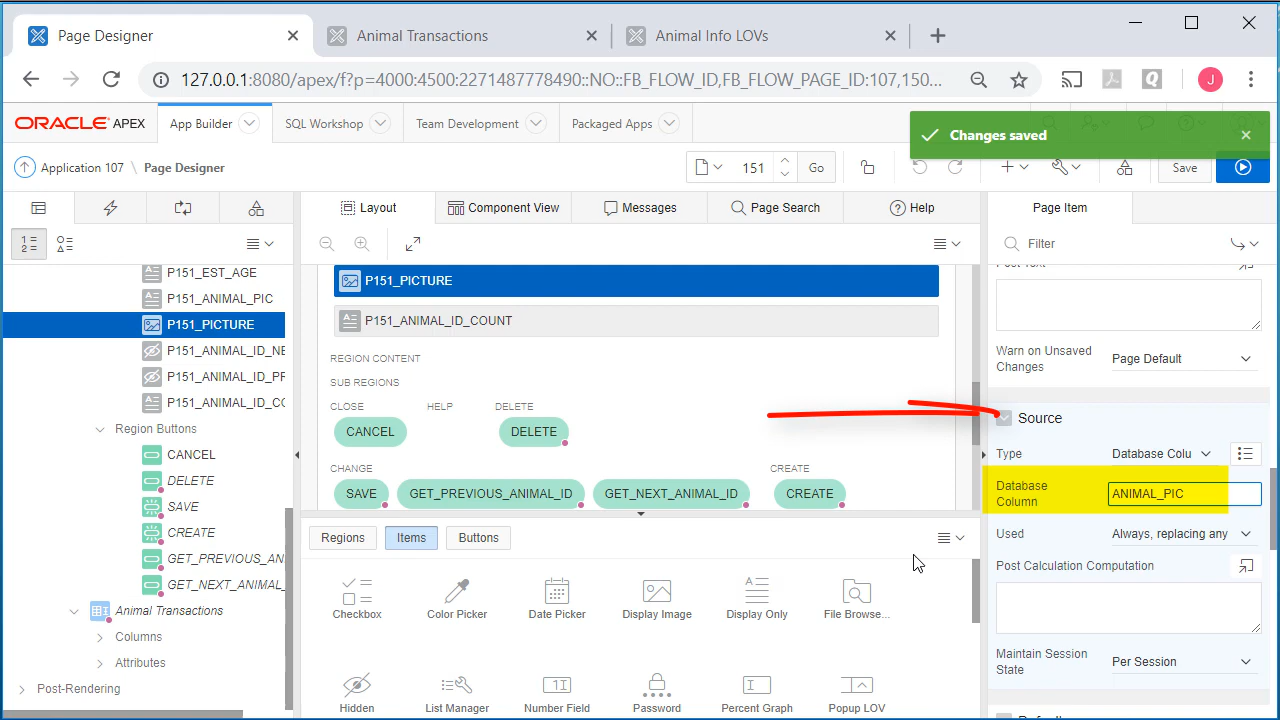 Page Designer
Animal Transactions
Animal Info LOVs
127.0.0.1:8080/apex/f?p=4000:4500:2271487778490::NO::FB_FLOW_ID,FB_FLOW_PAGE_ID:107,150...
J
ORACLE APEX
App Builder
SQL Workshop
Team Development
Packaged Apps
Changes saved
Application 107 \ Page Designer
151
Go
Save
Layout
Component View
Messages
Page Search
Help
Page Item
Filter
P151_EST_AGE
P151_ANIMAL_PIC
P151_PICTURE
P151_ANIMAL_ID_NE
P151_ANIMAL_ID_PF
P151_ANIMAL_ID_CC
Region Buttons
CANCEL
DELETE
SAVE
CREATE
GET_PREVIOUS_AN
GET_NEXT_ANIMAL_
Animal Transactions
Columns
Attributes
Post-Rendering
P151_PICTURE
P151_ANIMAL_ID_COUNT
REGION CONTENT
SUB REGIONS
CLOSE HELP DELETE
CANCEL DELETE
CHANGE CREATE
SAVE GET_PREVIOUS_ANIMAL_ID GET_NEXT_ANIMAL_ID CREATE
Regions Items Buttons
Checkbox Color Picker Date Picker Display Image Display Only File Browse...
Hidden List Manager Number Field Password Percent Graph Popup LOV
Post Text
Warn on Unsaved
Changes
Page Default
Source
Type
Database Colu
Database
Column
ANIMAL_PIC
Used
Always, replacing any
Post Calculation Computation
Maintain Session
State
Per Session